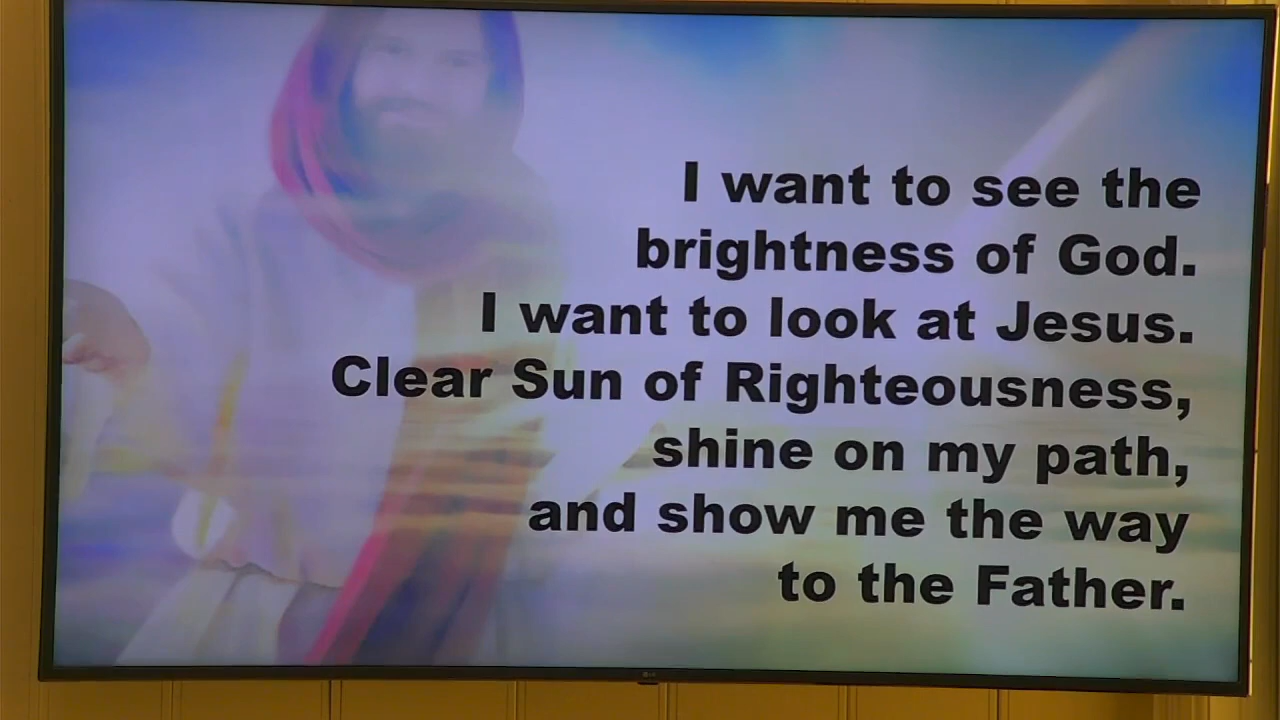 I want to see the
brightness of God.
I want to look at Jesus.
Clear Sun of Righteousness,
shine on my path,
and show me the way
to the Father.
LG